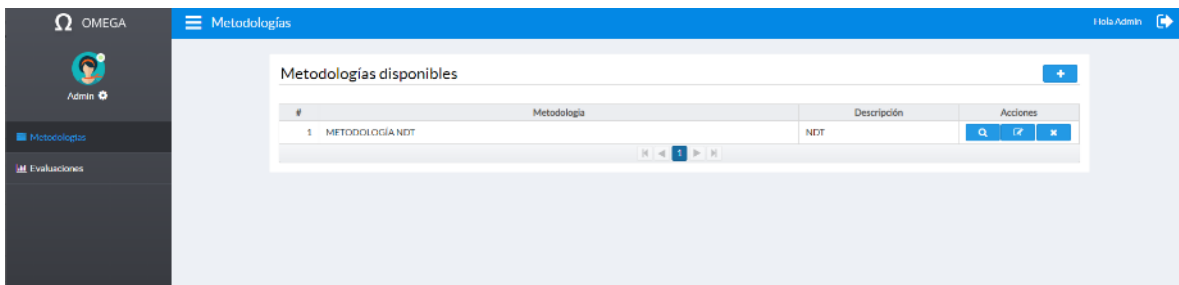 Ω OMEGA
Metodologías
Hola Admin
Admin
Metodologías
Evaluaciones
Metodologías disponibles
+
# Metodología Descripción Acciones
1 METODOLOGÍA NDT NDT
1